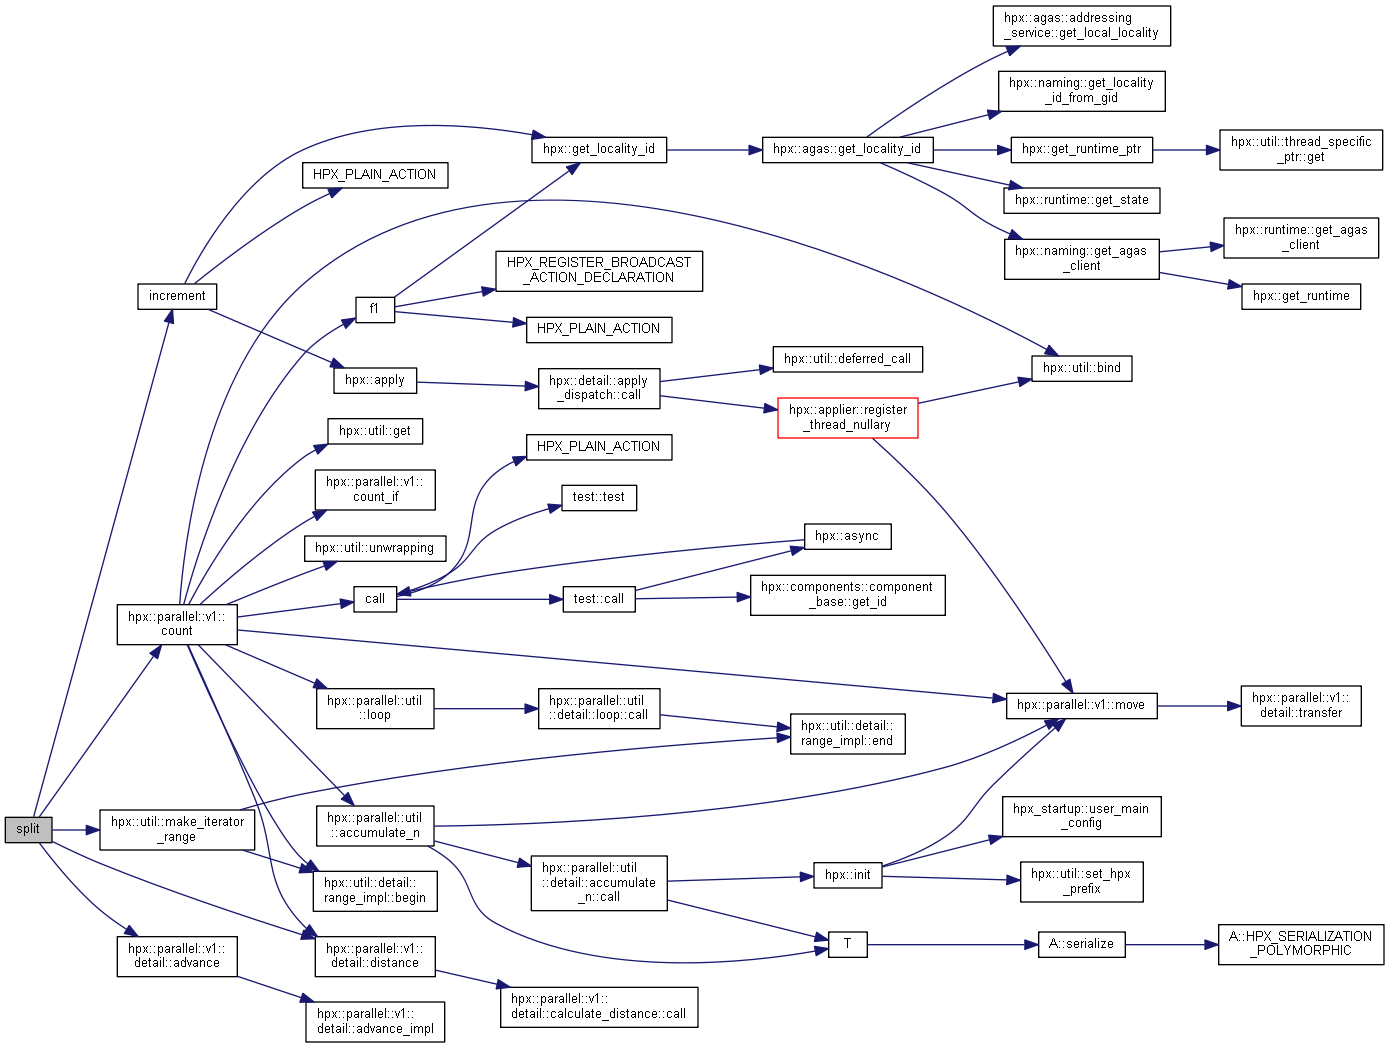 hpx::agas::addressing
_service::get_local_locality
hpx::naming::get_locality
_id_from_gid
hpx::get_locality_id
hpx::agas::get_locality_id
hpx::get_runtime_ptr
hpx::util::thread_specific
_ptr::get
HPX_PLAIN_ACTION
hpx::runtime::get_state
hpx::naming::get_agas
_client
hpx::runtime::get_agas
_client
hpx::get_runtime
HPX_REGISTER_BROADCAST
_ACTION_DECLARATION
increment
f1
HPX_PLAIN_ACTION
hpx::util::deferred_call
hpx::util::bind
hpx::apply
hpx::detail::apply
_dispatch::call
hpx::applier::register
_thread_nullary
hpx::util::get
HPX_PLAIN_ACTION
hpx::parallel::v1::
count_if
test::test
hpx::util::unwrapping
hpx::async
call
test::call
hpx::components::component
_base::get_id
hpx::parallel::v1::
count
hpx::parallel::util
::loop
hpx::parallel::util
::detail::loop::call
hpx::util::detail::
range_impl::end
hpx::parallel::v1::move
hpx::parallel::v1::
detail::transfer
split
hpx::util::make_iterator
_range
hpx::parallel::util
::accumulate_n
hpx_startup::user_main
_config
hpx::parallel::util
::detail::accumulate
_n::call
hpx::init
hpx::util::set_hpx
_prefix
hpx::util::detail::
range_impl::begin
hpx::parallel::v1::
detail::advance
hpx::parallel::v1::
detail::distance
T
A::serialize
A::HPX_SERIALIZATION
_POLYMORPHIC
hpx::parallel::v1::
detail::advance_impl
hpx::parallel::v1::
detail::calculate_distance::call